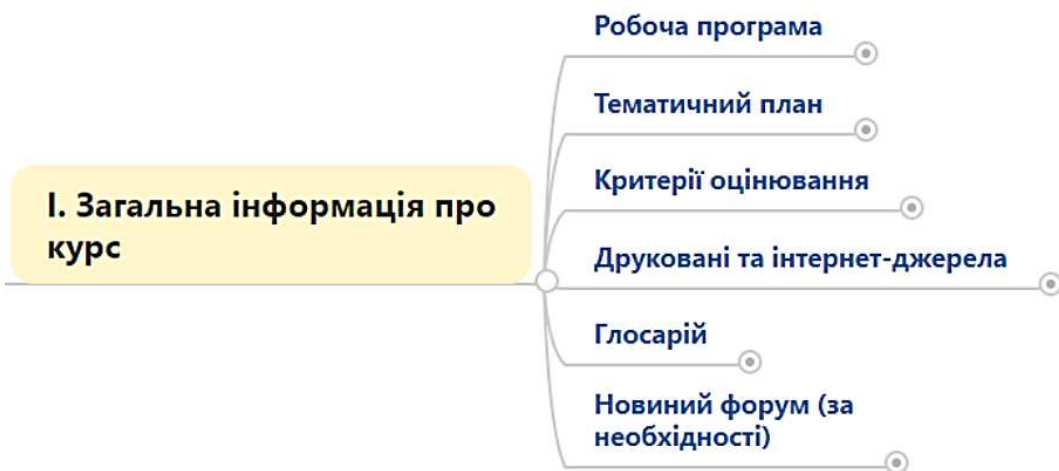 І. Загальна інформація про
курс
Робоча програма
Тематичний план
Критерії оцінювання
Друковані та інтернет-джерела
Глосарій
Новиний форум (за
необхідності)